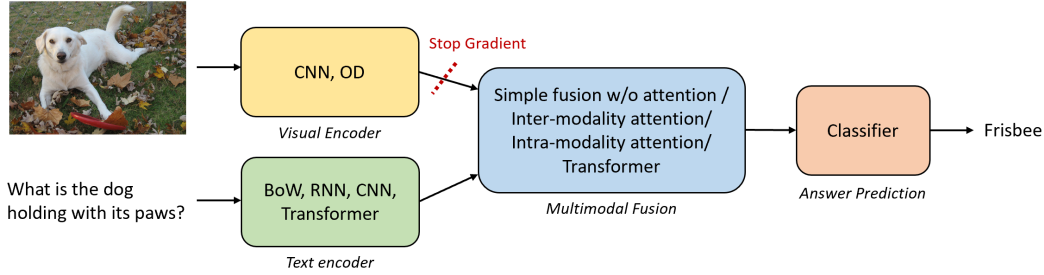 Stop Gradient
CNN, OD
Visual Encoder
What is the dog
holding with its paws?
BoW, RNN, CNN,
Transformer
Text encoder
Simple fusion w/o attention /
Inter-modality attention/
Intra-modality attention/
Transformer
Multimodal Fusion
Classifier
Answer Prediction
Frisbee